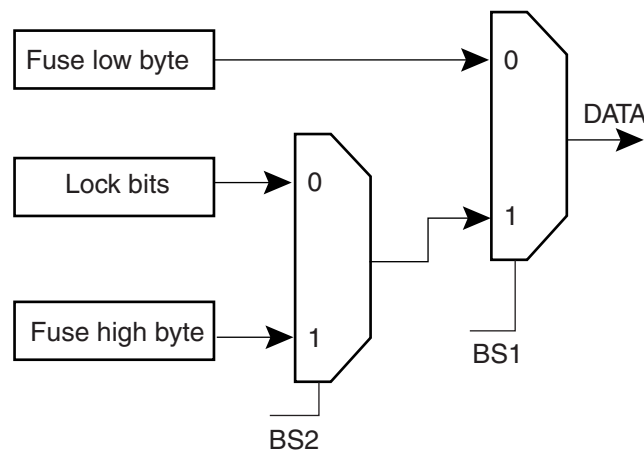 Fuse low byte
0
DATA
Lock bits
0
1
Fuse high byte
1
BS1
BS2